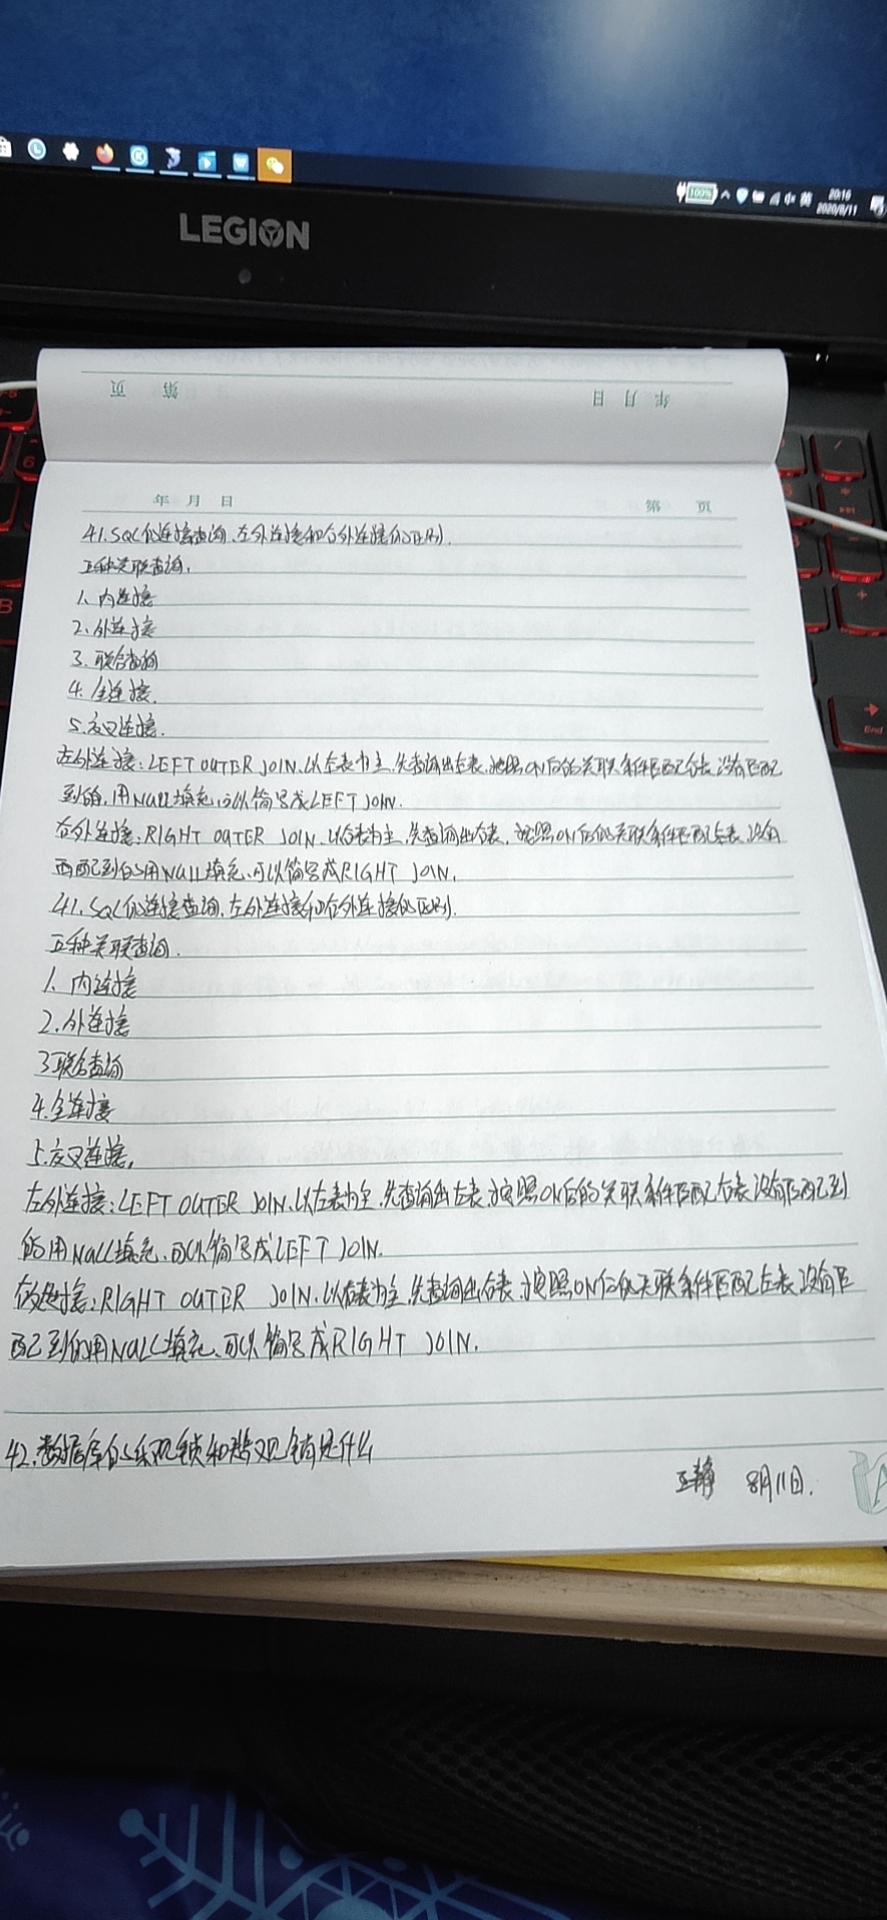 100%
英
20:16
2020/8/11
LEGION
年 月 日
第 页
年 月 日
第 页
41.SQL的连接查询、左外连接和右外连接的区别.
五种关联查询.
1、内连接
2.外连接
3.联合查询
4.全连接.
5.交叉连接.
左外连接:LEFT OUTER JOIN.以左表为主,先查询出左表,按照ON后的关联条件匹配右表,没有匹配
到的,用NULL填充,可以简写成LEFT JOIN.
右外连接:RIGHT OUTER JOIN.以右表为主,先查询出右表,按照ON后的关联条件匹配左表,没有
匹配到的用NULL填充,可以简写成RIGHT JOIN.
41.SQL的连接查询、左外连接和右外连接的区别.
五种关联查询.
1、内连接
2.外连接
3联合查询
4.全连接
5.交叉连接.
左外连接:LEFT OUTER JOIN.以左表为主,先查询出左表,按照ON后的关联条件匹配右表没有匹配到
的用NULL填充、可以简写成LEFT JOIN.
右外连接:RIGHT OUTER JOIN.以右表为主,先查询出右表,按照ON后的关联条件匹配左表,没有匹
配到的用NULL填充、可以简写成RIGHT JOIN.
42.数据库的乐观锁和悲观锁是什么
王静 8月11日.
End